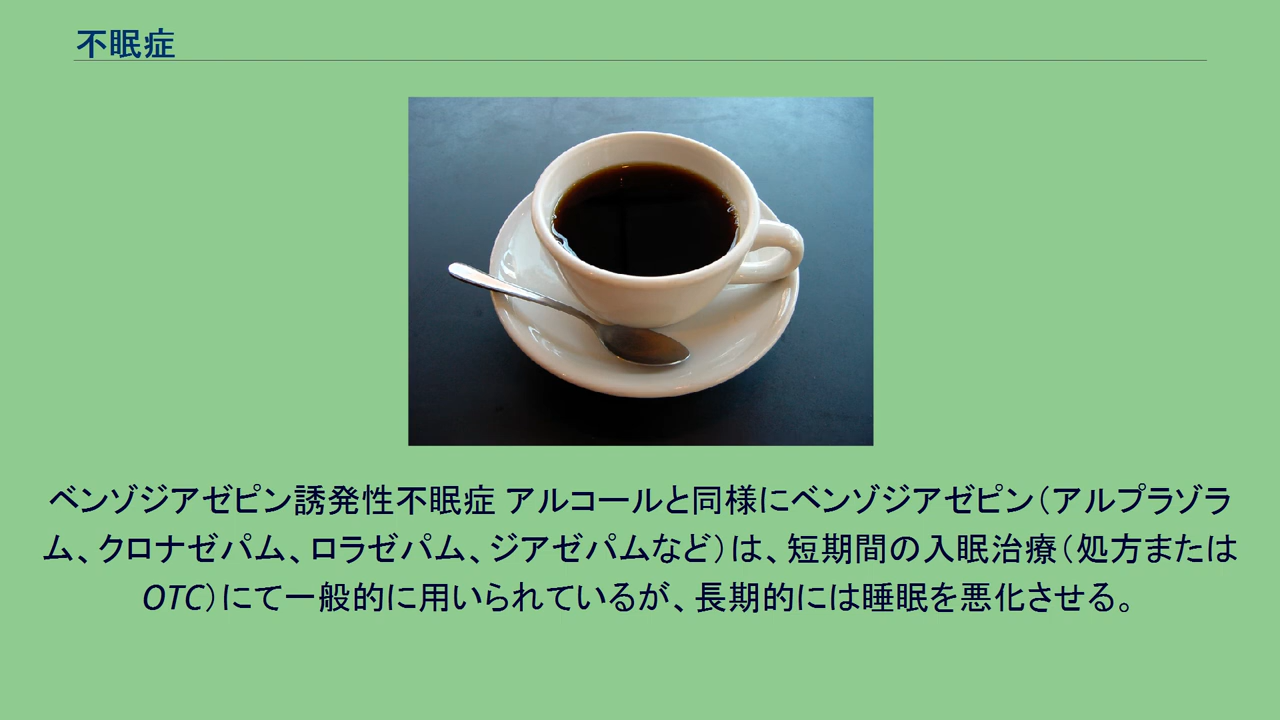 不眠症
ベンゾジアゼピン誘発性不眠症 アルコールと同様にベンゾジアゼピン（アルプラゾラ
ム、クロナゼパム、ロラゼパム、ジアゼパムなど）は、短期間の入眠治療（処方または
OTC）にて一般的に用いられているが、長期的には睡眠を悪化させる。